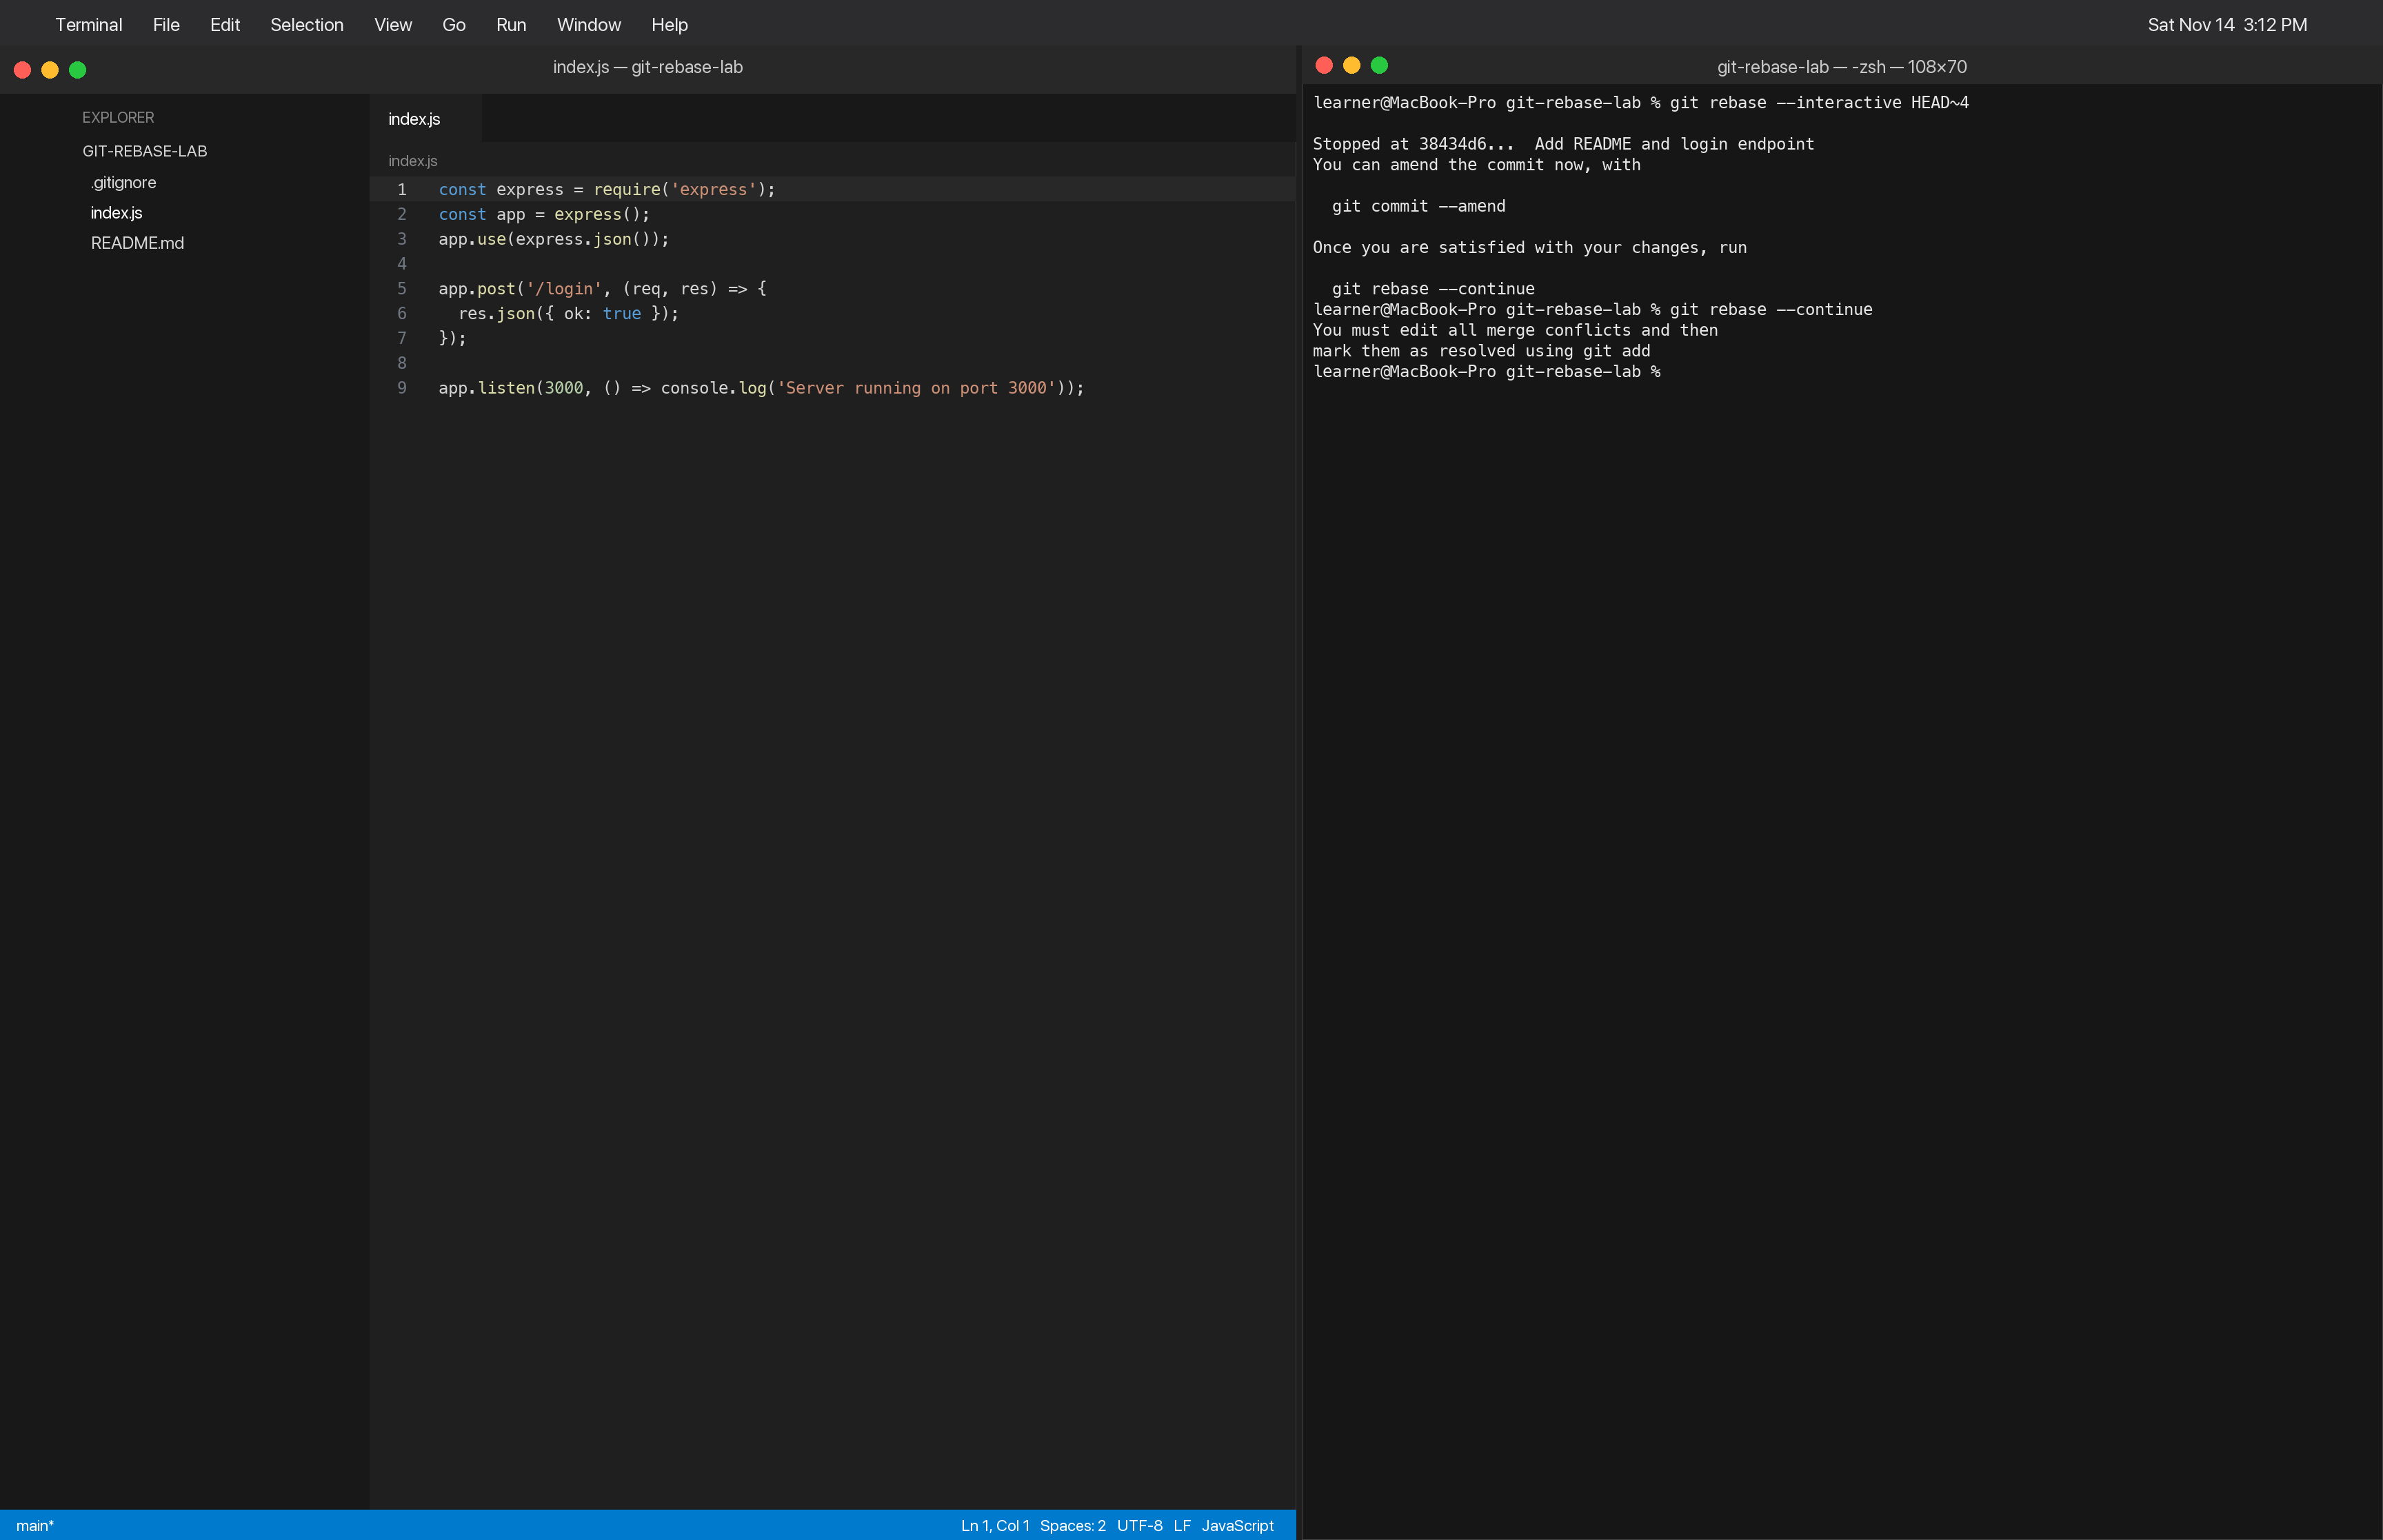 Terminal File Edit Selection View Go Run Window Help Sat Nov 14 3:12 PM
index.js — git-rebase-lab
EXPLORER
GIT-REBASE-LAB
.gitignore
index.js
README.md
index.js
index.js
1 const express = require('express');
2 const app = express();
3 app.use(express.json());
4
5 app.post('/login', (req, res) => {
6   res.json({ ok: true });
7 });
8
9 app.listen(3000, () => console.log('Server running on port 3000'));
main* Ln 1, Col 1 Spaces: 2 UTF-8 LF JavaScript
git-rebase-lab — -zsh — 108×70
learner@MacBook-Pro git-rebase-lab % git rebase --interactive HEAD~4
Stopped at 38434d6...  Add README and login endpoint
You can amend the commit now, with
  git commit --amend
Once you are satisfied with your changes, run
  git rebase --continue
learner@MacBook-Pro git-rebase-lab % git rebase --continue
You must edit all merge conflicts and then
mark them as resolved using git add
learner@MacBook-Pro git-rebase-lab %